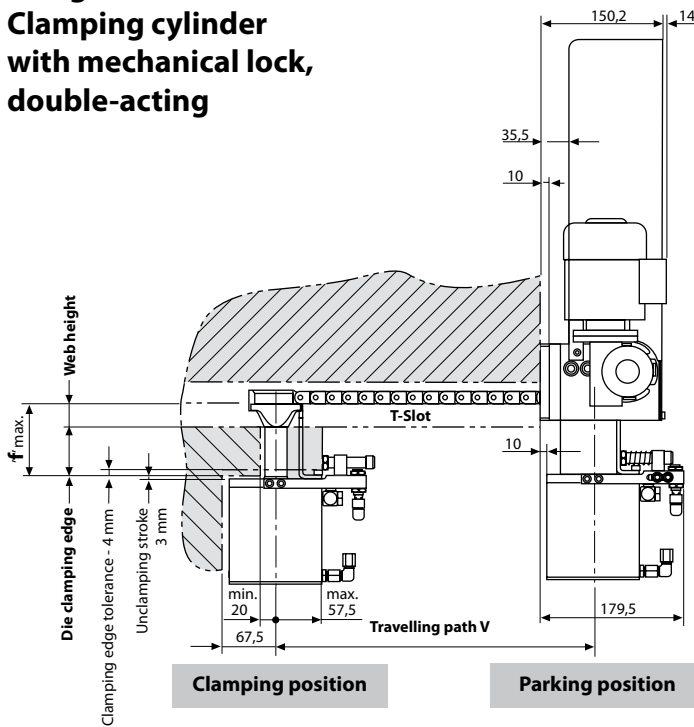 Clamping cylinder
with mechanical lock,
double-acting
150,2
14
35,5
10
Web height
T-Slot
max.
10
Die clamping edge
Clamping edge tolerance - 4 mm
Unclamping stroke
3 mm
min.
20
max.
57,5
67,5
Travelling path V
179,5
Clamping position
Parking position